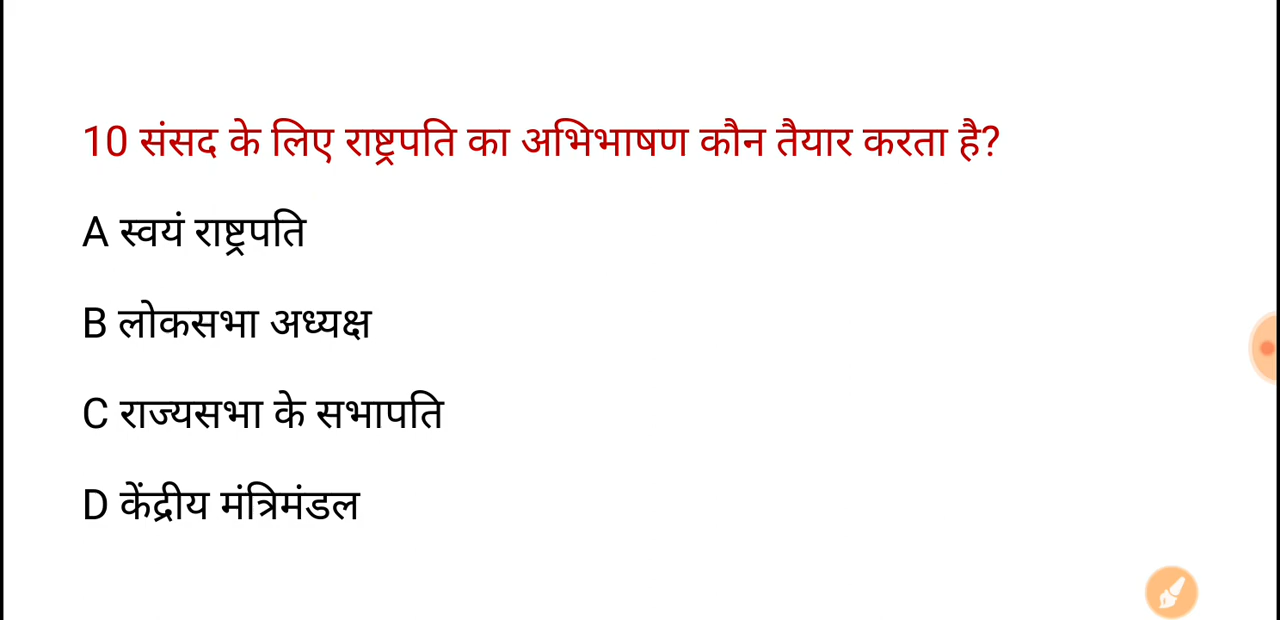 10 संसद के लिए राष्ट्रपति का अभिभाषण कौन तैयार करता है?
A स्वयं राष्ट्रपति
B लोकसभा अध्यक्ष
C राज्यसभा के सभापति
D केंद्रीय मंत्रिमंडल